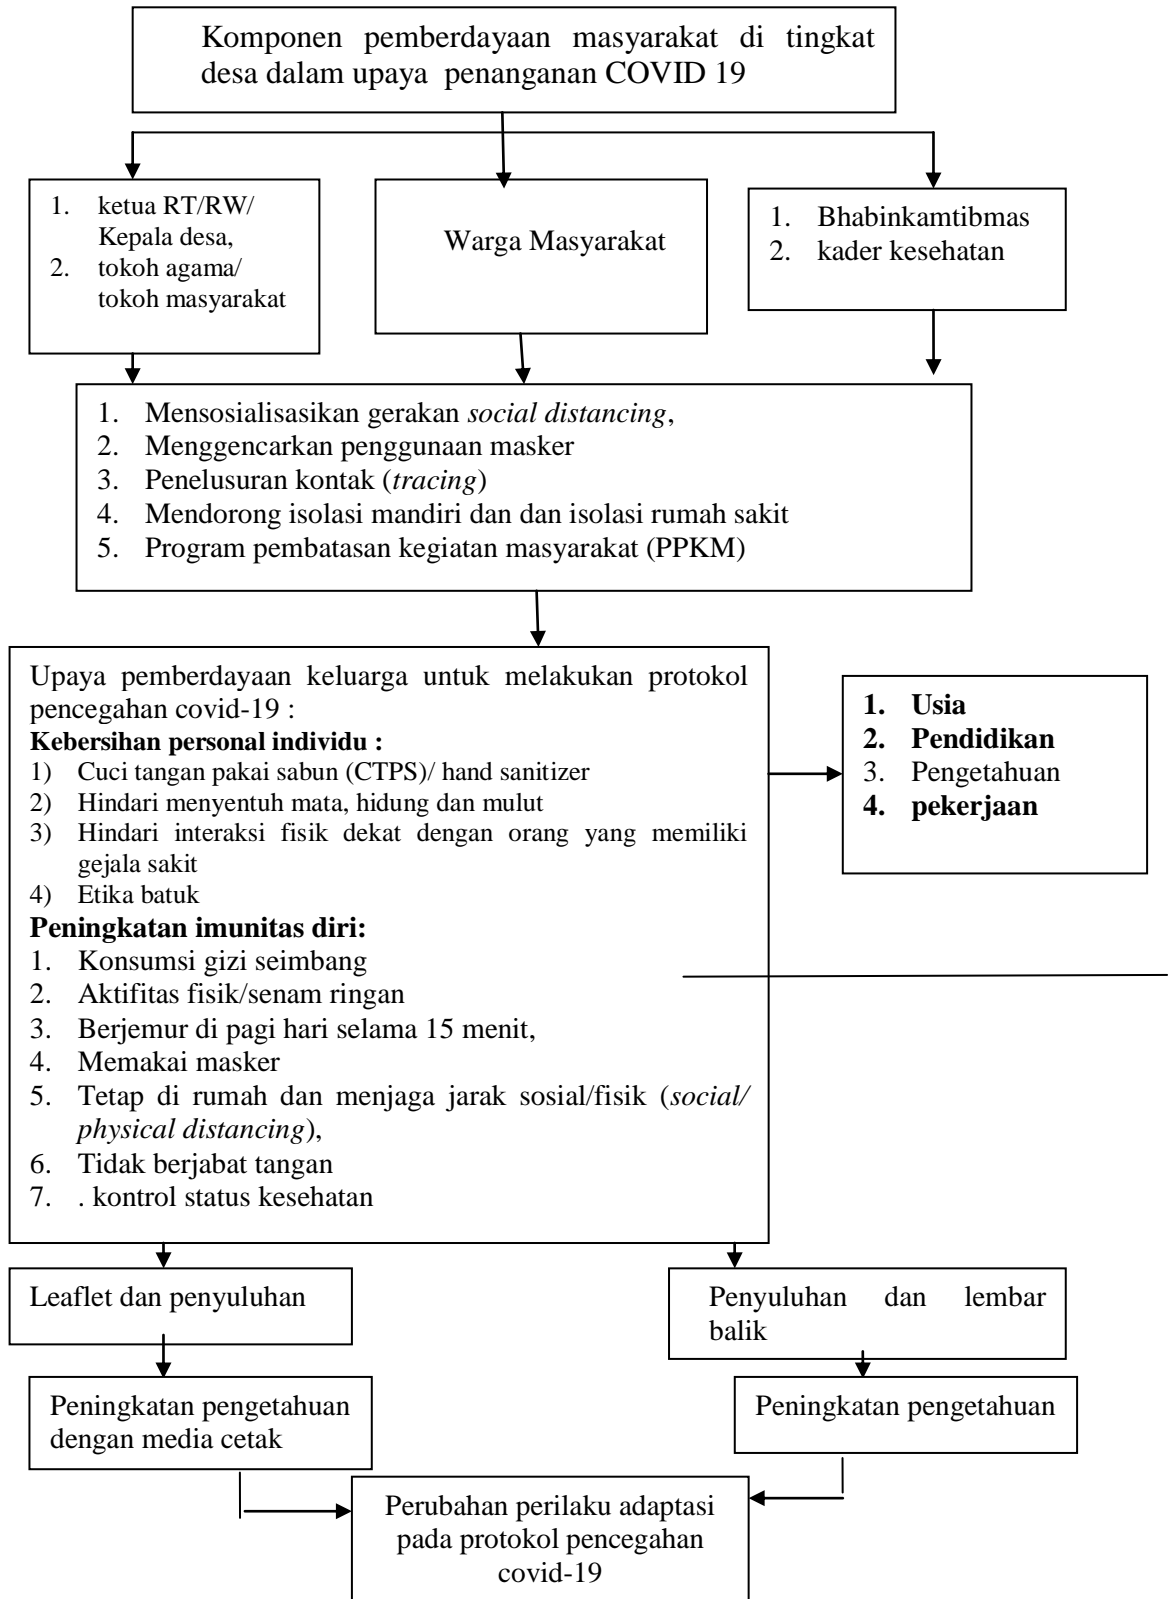 Komponen pemberdayaan masyarakat di tingkat
desa dalam upaya penanganan COVID 19
1. ketua RT/RW/
Kepala desa,
2. tokoh agama/
tokoh masyarakat
Warga Masyarakat
1. Bhabinkamtibmas
2. kader kesehatan
1. Mensosialisasikan gerakan social distancing,
2. Menggencarkan penggunaan masker
3. Penelusuran kontak (tracing)
4. Mendorong isolasi mandiri dan dan isolasi rumah sakit
5. Program pembatasan kegiatan masyarakat (PPKM)
Upaya pemberdayaan keluarga untuk melakukan protokol
pencegahan covid-19 :
Kebersihan personal individu :
1) Cuci tangan pakai sabun (CTPS)/ hand sanitizer
2) Hindari menyentuh mata, hidung dan mulut
3) Hindari interaksi fisik dekat dengan orang yang memiliki
gejala sakit
4) Etika batuk
Peningkatan imunitas diri:
1. Konsumsi gizi seimbang
2. Aktifitas fisik/senam ringan
3. Berjemur di pagi hari selama 15 menit,
4. Memakai masker
5. Tetap di rumah dan menjaga jarak sosial/fisik (social/
physical distancing),
6. Tidak berjabat tangan
7. . kontrol status kesehatan
1. Usia
2. Pendidikan
3. Pengetahuan
4. pekerjaan
Leaflet dan penyuluhan
Penyuluhan dan lembar
balik
Peningkatan pengetahuan
dengan media cetak
Peningkatan pengetahuan
Perubahan perilaku adaptasi
pada protokol pencegahan
covid-19